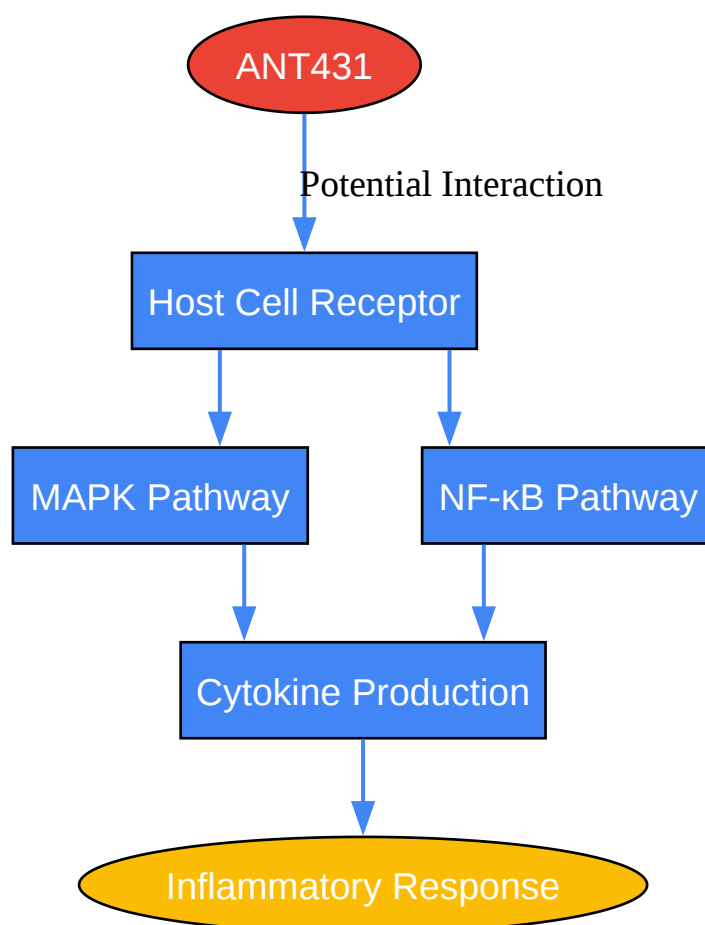 ANT431
Potential Interaction
Host Cell Receptor
MAPK Pathway
NF-κB Pathway
Cytokine Production
Inflammatory Response